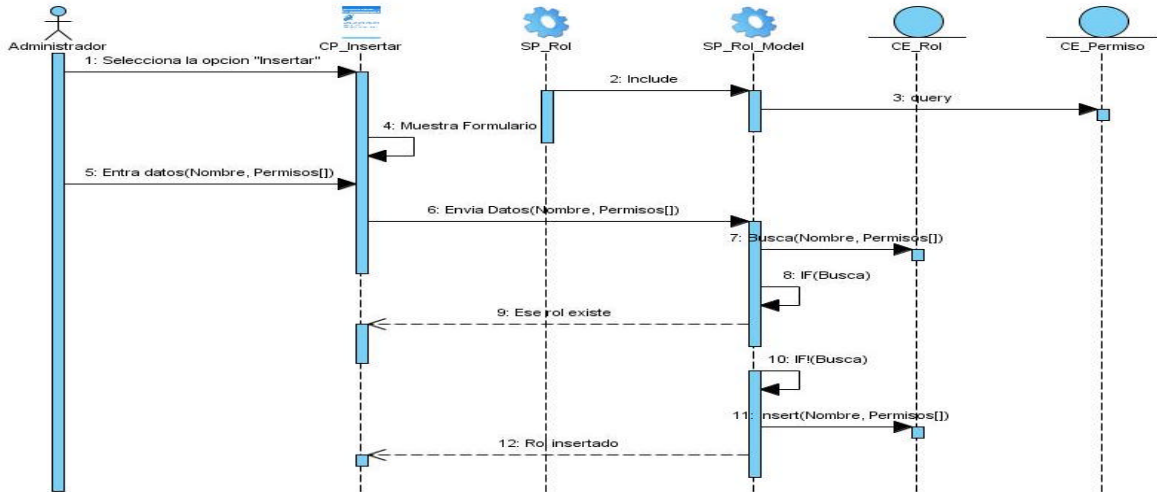 Administrador
CP_Insertar
SP_Rol
SP_Rol_Model
CE_Rol
CE_Permiso
1: Selecciona la opcion "Insertar"
2: Include
3: query
4: Muestra Formulario
5: Entra datos(Nombre, Permisos[])
6: Envia Datos(Nombre, Permisos[])
7: Busca(Nombre, Permisos[])
8: IF(Busca)
9: Ese rol existe
10: IF!(Busca)
11: Insert(Nombre, Permisos[])
12: Rol insertado